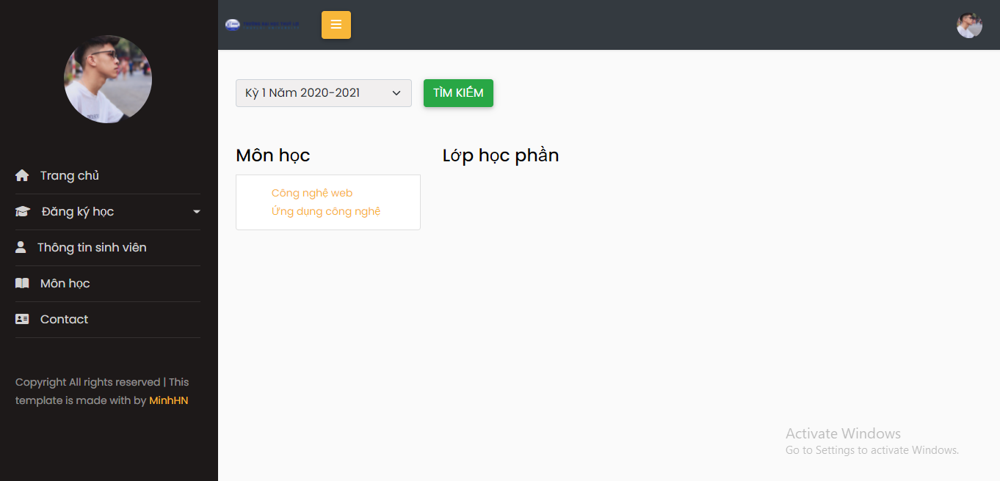 Trang chủ
Đăng ký học
Thông tin sinh viên
Môn học
Contact
Copyright All rights reserved | This
template is made with by MinhHN
Kỳ 1 Năm 2020-2021
TÌM KIẾM
Môn học
Công nghệ web
Ứng dụng công nghệ
Lớp học phần
Activate Windows
Go to Settings to activate Windows.